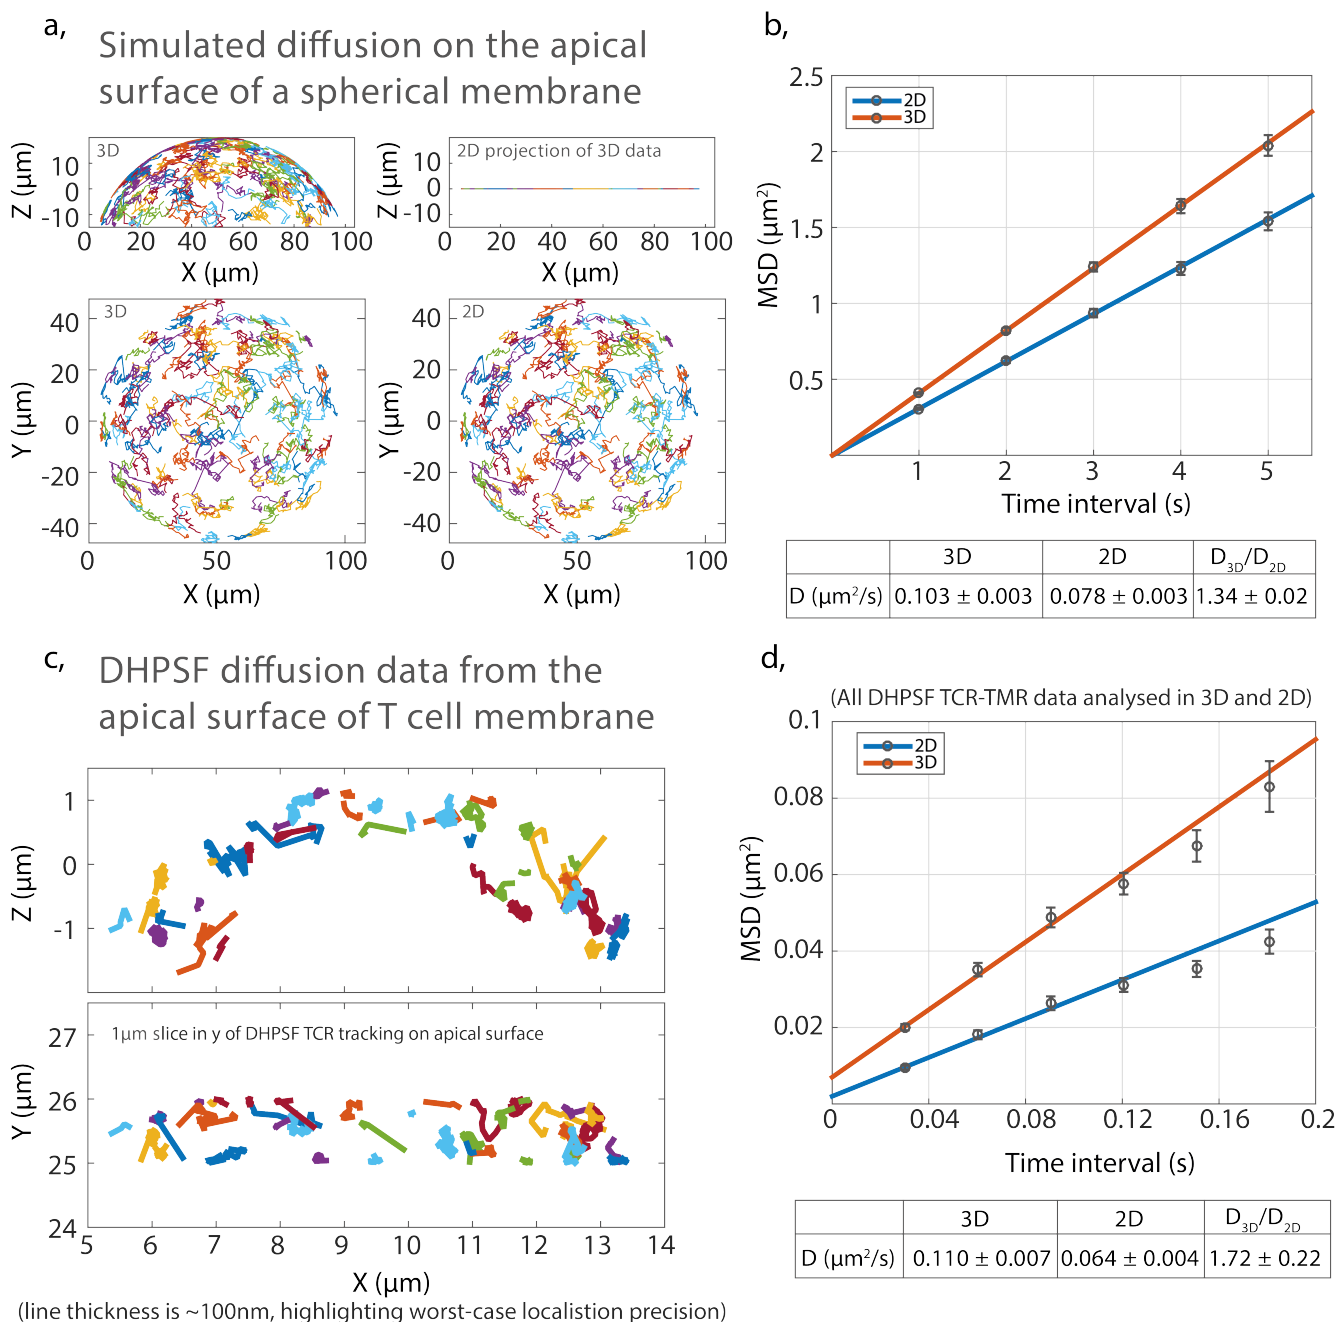 a,
Simulated diffusion on the apical
surface of a spherical membrane
3D
Z (µm)
10
0
-10
0 20 40 60 80 100
X (µm)
2D projection of 3D data
Z (µm)
10
0
-10
0 20 40 60 80 100
X (µm)
3D
Y (µm)
40
20
0
-20
-40
0 50 100
X (µm)
2D
Y (µm)
40
20
0
-20
-40
0 50 100
X (µm)
b,
2D
3D
MSD (µm²)
2.5
2
1.5
1
0.5
1 2 3 4 5
Time interval (s)
3D 2D D3D/D2D
D (µm²/s) 0.103 ± 0.003 0.078 ± 0.003 1.34 ± 0.02
c,
DHPSF diffusion data from the
apical surface of T cell membrane
Z (µm)
1
0
-1
1µm slice in y of DHPSF TCR tracking on apical surface
Y (µm)
27
26
25
24
5 6 7 8 9 10 11 12 13 14
X (µm)
(line thickness is ~100nm, highlighting worst-case localistion precision)
d,
(All DHPSF TCR-TMR data analysed in 3D and 2D)
2D
3D
MSD (µm²)
0.1
0.08
0.06
0.04
0.02
0 0.04 0.08 0.12 0.16 0.2
Time interval (s)
3D 2D D3D/D2D
D (µm²/s) 0.110 ± 0.007 0.064 ± 0.004 1.72 ± 0.22